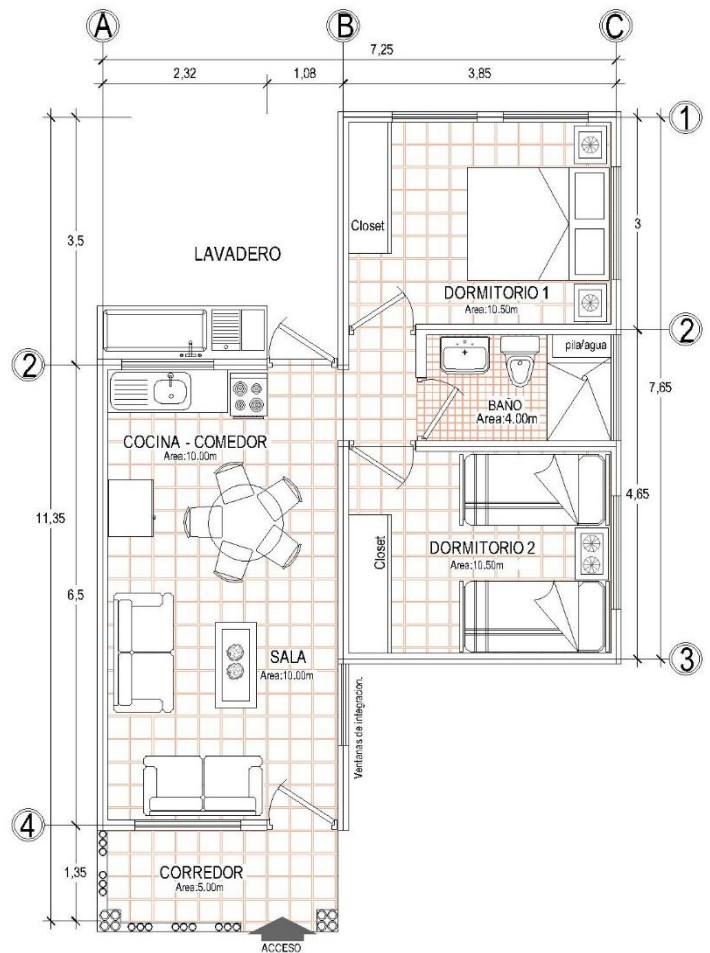 A
B
C
7,25
2,32
1,08
3,85
1
3,5
3
LAVADERO
Closet
DORMITORIO 1
Area:10.50m
2
2
pila/agua
BAÑO
Area:4.00m
7,65
COCINA - COMEDOR
Area:10.00m
11,35
4,65
6,5
Closet
DORMITORIO 2
Area:10.50m
SALA
Area:10.00m
3
Ventanas de integracion.
4
1,35
CORREDOR
Area:5.00m
ACCESO